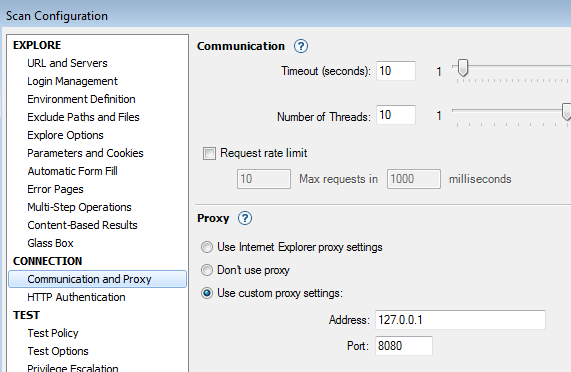 Scan Configuration
EXPLORE
URL and Servers
Login Management
Environment Definition
Exclude Paths and Files
Explore Options
Parameters and Cookies
Automatic Form Fill
Error Pages
Multi-Step Operations
Content-Based Results
Glass Box
CONNECTION
Communication and Proxy
HTTP Authentication
TEST
Test Policy
Test Options
Privilege Escalation
Communication ?
Timeout (seconds): 10 1
Number of Threads: 10 1
Request rate limit
10 Max requests in 1000 milliseconds
Proxy ?
Use Internet Explorer proxy settings
Don't use proxy
Use custom proxy settings:
Address: 127.0.0.1
Port: 8080